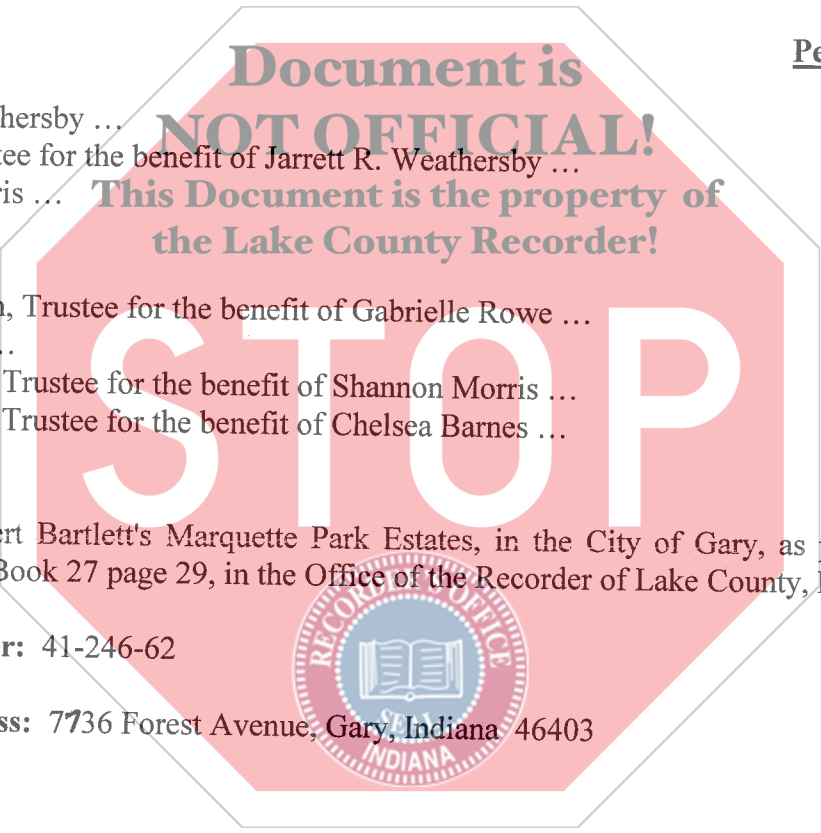 Pe
Document is
hersby ...
NOT OFFICIAL!
tee for the benefit of Jarrett R. Weathersby ...
ris ...
This Document is the property of
the Lake County Recorder!
n, Trustee for the benefit of Gabrielle Rowe ...
..
Trustee for the benefit of Shannon Morris ...
Trustee for the benefit of Chelsea Barnes ...
STOP
ert Bartlett's Marquette Park Estates, in the City of Gary, as p
Book 27 page 29, in the Office of the Recorder of Lake County, I
RECORDER'S OFFICE
r: 41-246-62
SEAL
ss: 7736 Forest Avenue, Gary, Indiana 46403
INDIANA